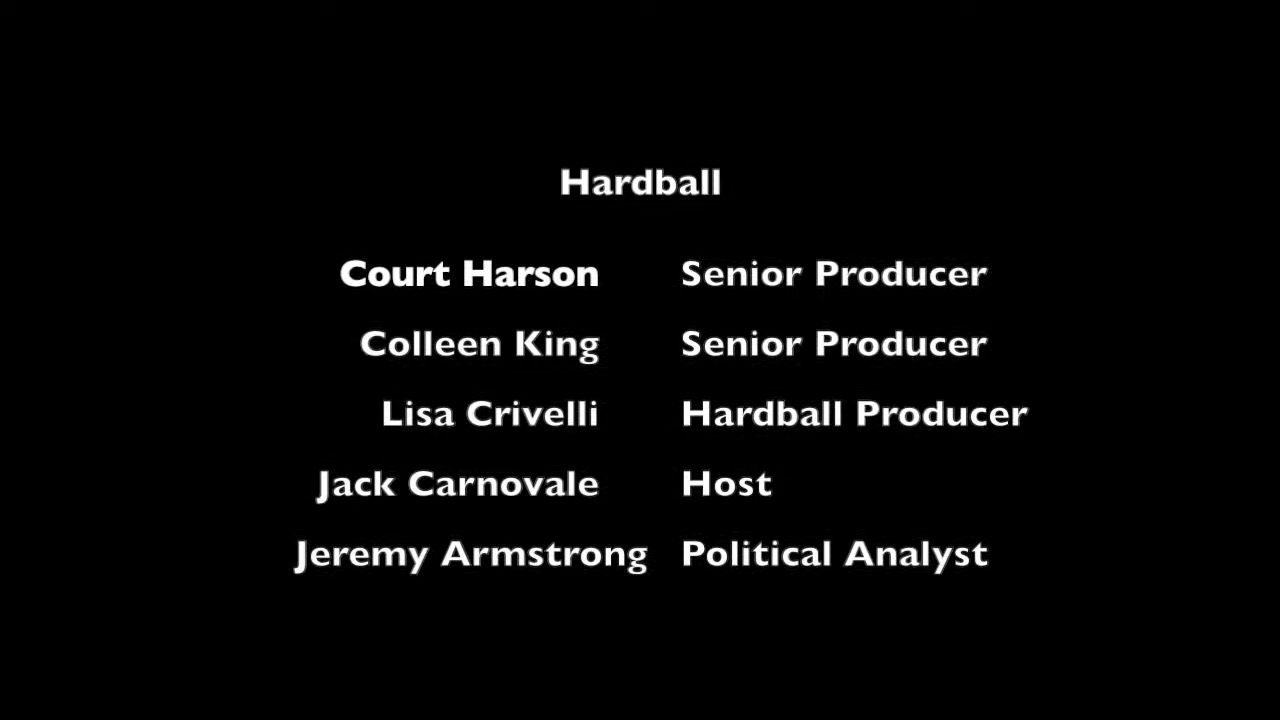 Hardball
Court Harson Senior Producer
Colleen King Senior Producer
Lisa Crivelli Hardball Producer
Jack Carnovale Host
Jeremy Armstrong Political Analyst